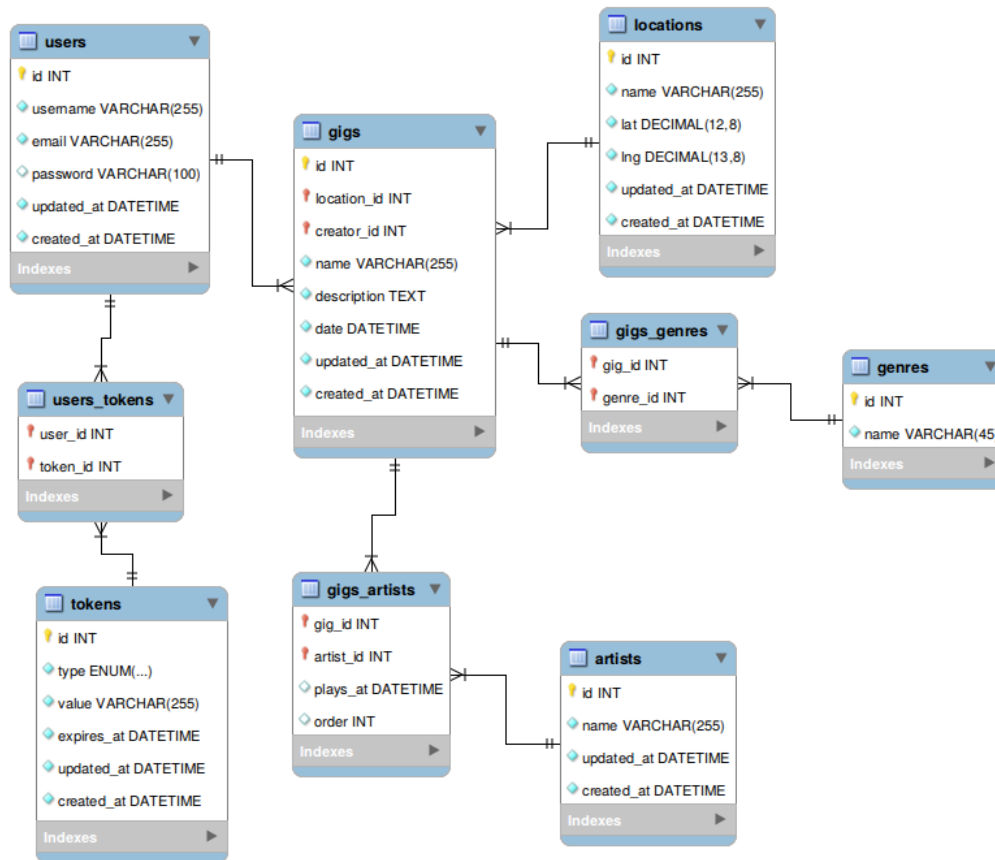 users
id INT
username VARCHAR(255)
email VARCHAR(255)
password VARCHAR(100)
updated_at DATETIME
created_at DATETIME
Indexes
locations
id INT
name VARCHAR(255)
lat DECIMAL(12,8)
lng DECIMAL(13,8)
updated_at DATETIME
created_at DATETIME
Indexes
gigs
id INT
location_id INT
creator_id INT
name VARCHAR(255)
description TEXT
date DATETIME
updated_at DATETIME
created_at DATETIME
Indexes
gigs_genres
gig_id INT
genre_id INT
Indexes
genres
id INT
name VARCHAR(45
Indexes
users_tokens
user_id INT
token_id INT
Indexes
tokens
id INT
type ENUM(...)
value VARCHAR(255)
expires_at DATETIME
updated_at DATETIME
created_at DATETIME
Indexes
gigs_artists
gig_id INT
artist_id INT
plays_at DATETIME
order INT
Indexes
artists
id INT
name VARCHAR(255)
updated_at DATETIME
created_at DATETIME
Indexes